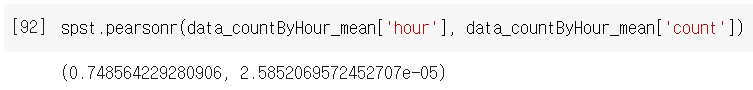 [92] spst.pearsonr(data_countByHour_mean['hour'], data_countByHour_mean['count'])
(0.748564229280906, 2.5852069572452707e-05)